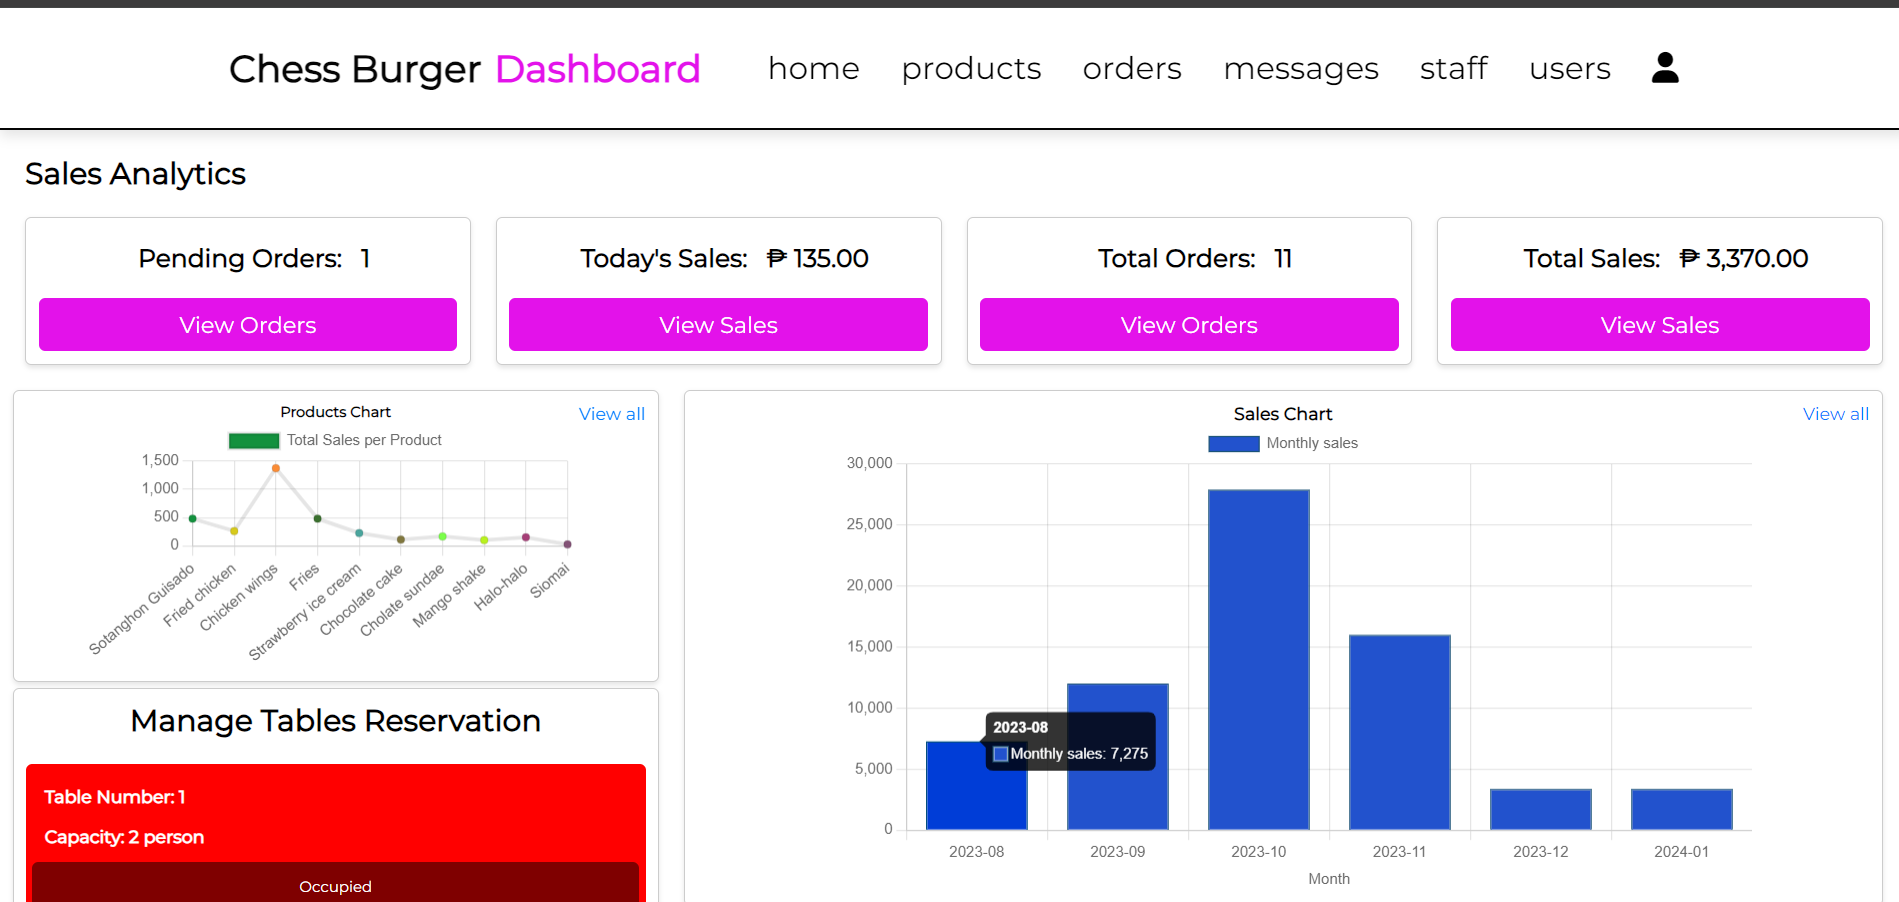 Chess Burger Dashboard
home products orders messages staff users
Sales Analytics
Pending Orders: 1
View Orders
Today's Sales: ₱ 135.00
View Sales
Total Orders: 11
View Orders
Total Sales: ₱ 3,370.00
View Sales
Products Chart
View all
Total Sales per Product
1,500
1,000
500
0
Sotanghon Guisado
Fried chicken
Chicken wings
Fries
Strawberry ice cream
Chocolate cake
Cholate sundae
Mango shake
Halo-halo
Siomai
Manage Tables Reservation
Table Number: 1
Capacity: 2 person
Occupied
Sales Chart
View all
Monthly sales
30,000
25,000
20,000
15,000
10,000
5,000
0
2023-08
Monthly sales: 7,275
2023-08
2023-09
2023-10
2023-11
2023-12
2024-01
Month